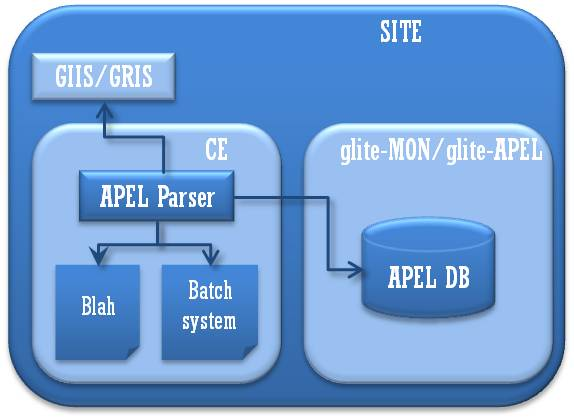 SITE
GIIS/GRIS
CE
glite-MON/glite-APEL
APEL Parser
APEL DB
Blah
Batch
system